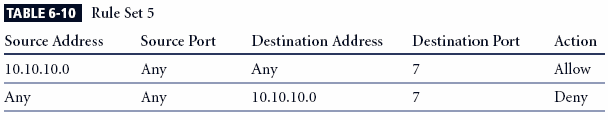 TABLE 6-10 Rule Set 5
Source Address Source Port Destination Address Destination Port Action
10.10.10.0 Any Any 7 Allow
Any Any 10.10.10.0 7 Deny